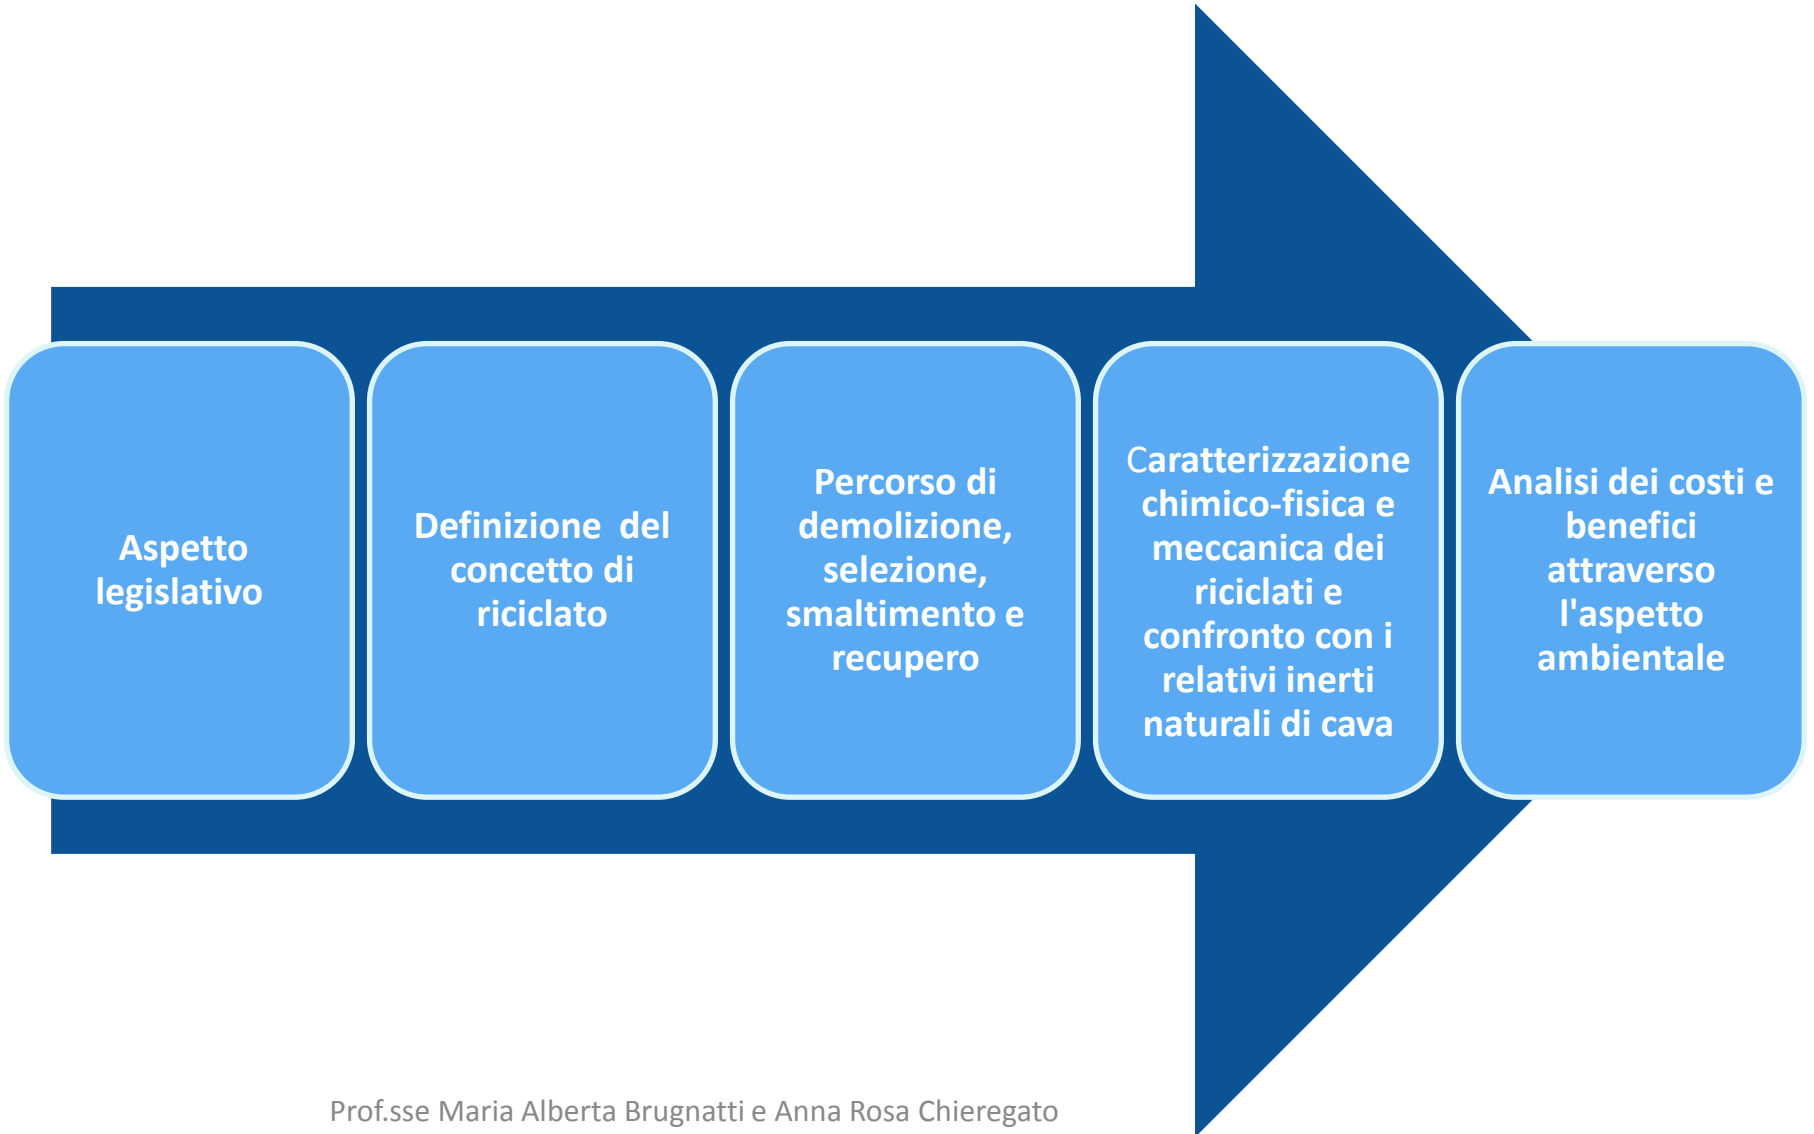 Aspetto
legislativo
Definizione  del
concetto di
riciclato
Percorso di
demolizione,
selezione,
smaltimento e
recupero
Caratterizzazione
chimico-fisica e
meccanica dei
riciclati e
confronto con i
relativi inerti
naturali di cava
Analisi dei costi e
benefici
attraverso
l'aspetto
ambientale
Prof.sse Maria Alberta Brugnatti e Anna Rosa Chieregato